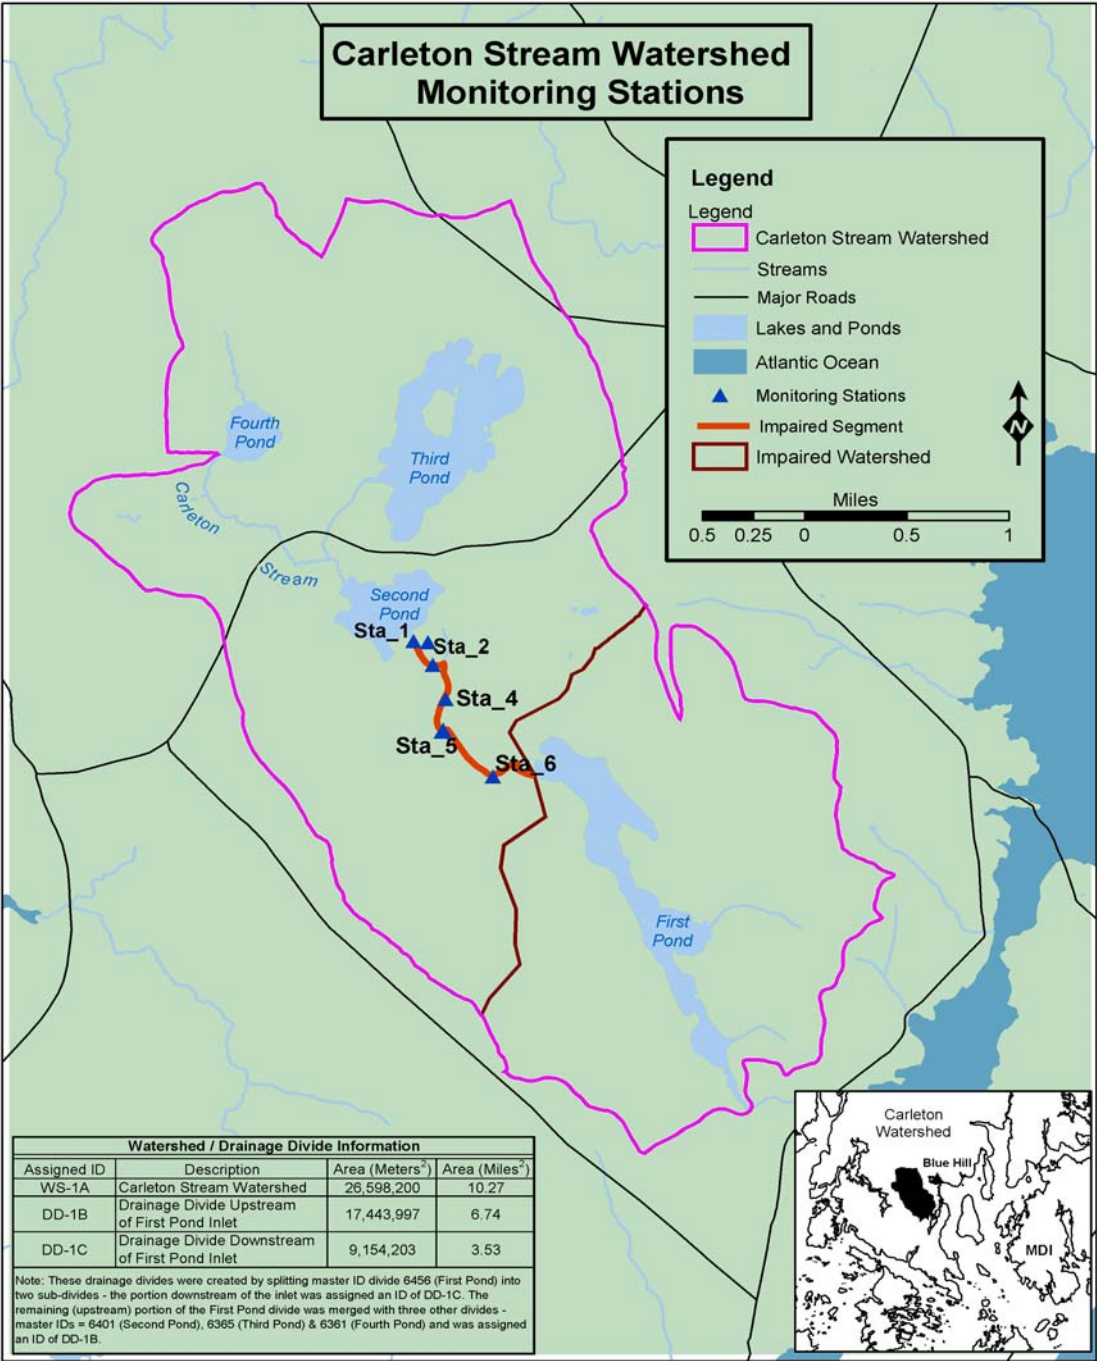 Carleton Stream Watershed
Monitoring Stations
Legend
Legend
Carleton Stream Watershed
Streams
Major Roads
Lakes and Ponds
Atlantic Ocean
Monitoring Stations
Impaired Segment
Impaired Watershed
N
Miles
0.5 0.25 0 0.5 1
Fourth
Pond
Third
Pond
Carleton
Stream
Second
Pond
Sta_1
Sta_2
Sta_4
Sta_5
Sta_6
First
Pond
Carleton
Watershed
Blue Hill
MDI
Watershed / Drainage Divide Information
Assigned ID Description Area (Meters²) Area (Miles²)
WS-1A Carleton Stream Watershed 26,598,200 10.27
DD-1B Drainage Divide Upstream of First Pond Inlet 17,443,997 6.74
DD-1C Drainage Divide Downstream of First Pond Inlet 9,154,203 3.53
Note: These drainage divides were created by splitting master ID divide 6456 (First Pond) into
two sub-divides - the portion downstream of the inlet was assigned an ID of DD-1C. The
remaining (upstream) portion of the First Pond divide was merged with three other divides -
master IDs = 6401 (Second Pond), 6365 (Third Pond) & 6361 (Fourth Pond) and was assigned
an ID of DD-1B.